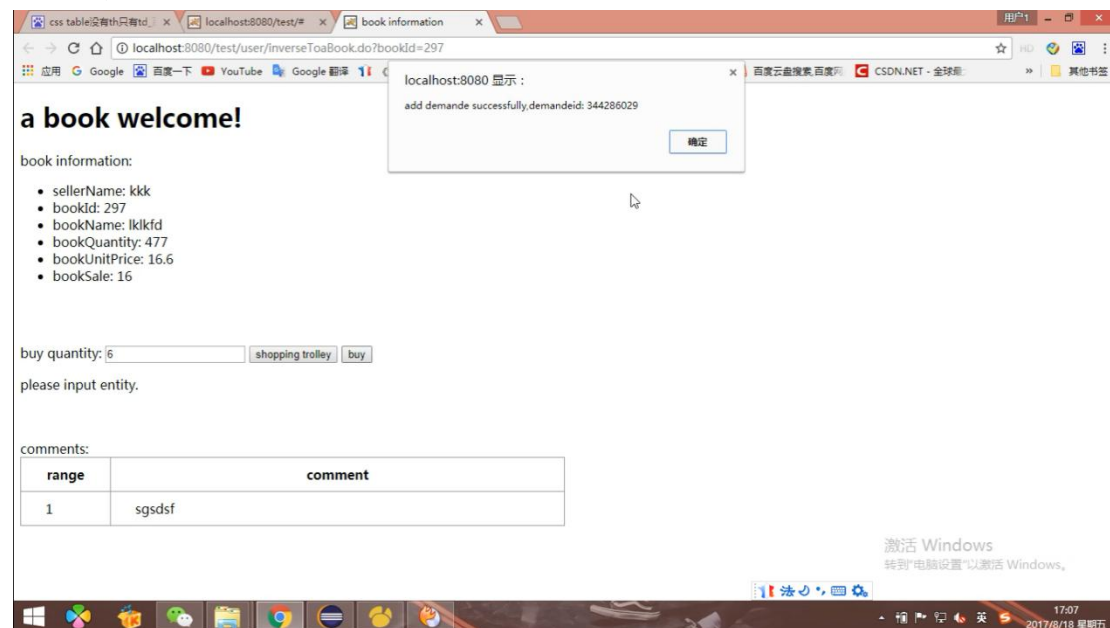 css table没有th只有td_
localhost:8080/test/#
book information
用户1
localhost:8080/test/user/inverseToaBook.do?bookId=297
应用 Google 百度一下 YouTube Google 翻译
百度云盘搜索,百度网 CSDN.NET - 全球最 » 其他书签
localhost:8080 显示：
add demande successfully,demandeid: 344286029
确定
a book welcome!
book information:
sellerName: kkk
bookId: 297
bookName: lklkfd
bookQuantity: 477
bookUnitPrice: 16.6
bookSale: 16
buy quantity: 6 shopping trolley buy
please input entity.
comments:
range comment
1 sgsdsf
激活 Windows
转到"电脑设置"以激活 Windows。
法
英
17:07
2017/8/18 星期五